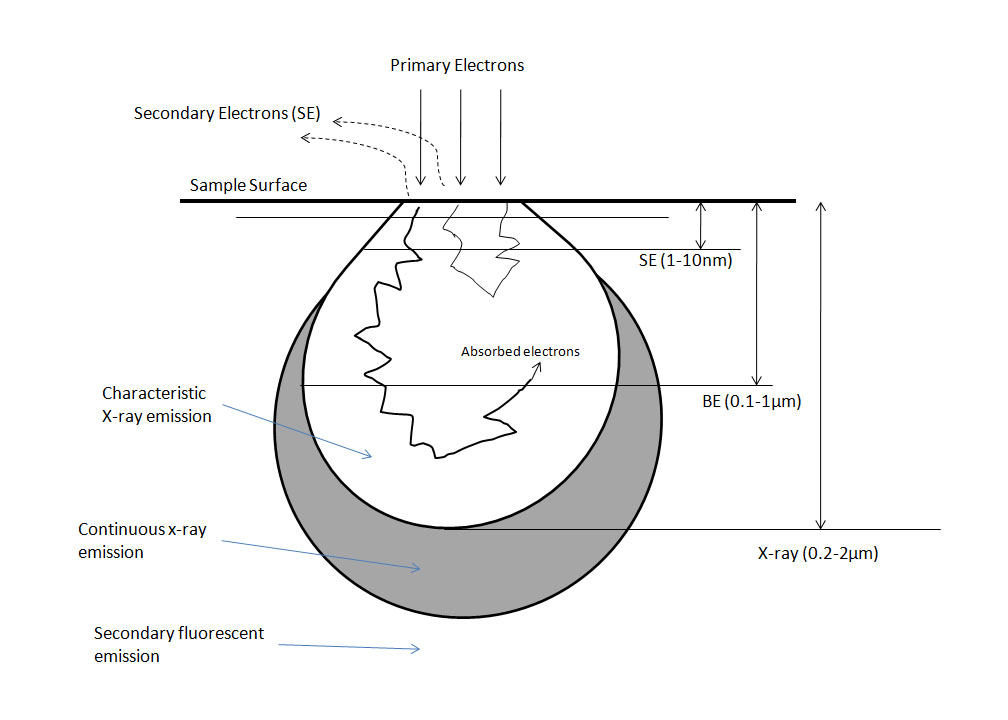 Primary Electrons
Secondary Electrons (SE)
Sample Surface
SE (1-10nm)
Absorbed electrons
BE (0.1-1µm)
Characteristic
X-ray emission
Continuous x-ray
emission
X-ray (0.2-2µm)
Secondary fluorescent
emission